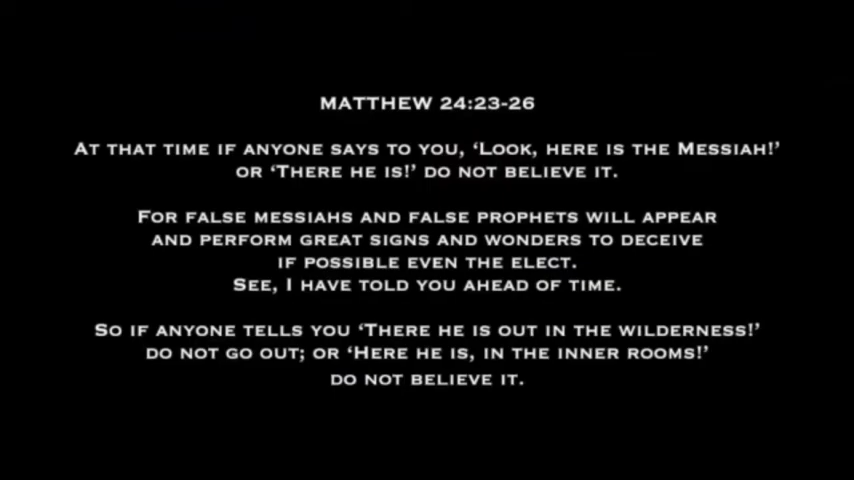 MATTHEW 24:23-26
AT THAT TIME IF ANYONE SAYS TO YOU, ‘LOOK, HERE IS THE MESSIAH!’
OR ‘THERE HE IS!’ DO NOT BELIEVE IT.
FOR FALSE MESSIAHS AND FALSE PROPHETS WILL APPEAR
AND PERFORM GREAT SIGNS AND WONDERS TO DECEIVE
IF POSSIBLE EVEN THE ELECT.
SEE, I HAVE TOLD YOU AHEAD OF TIME.
SO IF ANYONE TELLS YOU ‘THERE HE IS OUT IN THE WILDERNESS!’
DO NOT GO OUT; OR ‘HERE HE IS, IN THE INNER ROOMS!’
DO NOT BELIEVE IT.